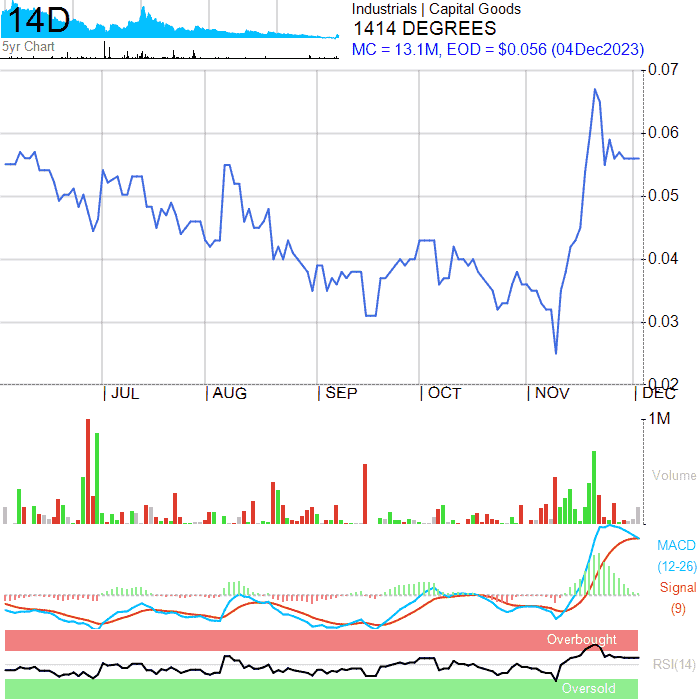 14D
5yr Chart
Industrials | Capital Goods
1414 DEGREES
MC = 13.1M, EOD = $0.056 (04Dec2023)
0.07
0.06
0.05
0.04
0.03
0.02
JUL
AUG
SEP
OCT
NOV
DEC
1M
Volume
MACD
(12-26)
Signal
(9)
Overbought
RSI(14)
Oversold